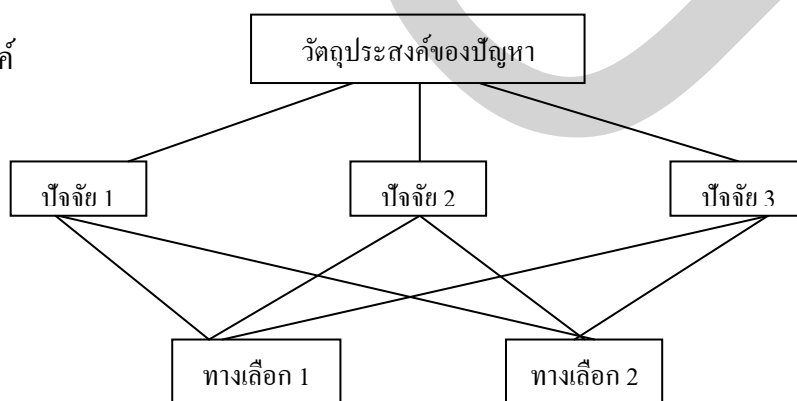 วัตถุประสงค์ของปัญหา
ค์
ปัจจัย 1
ปัจจัย 2
ปัจจัย 3
ทางเลือก 1
ทางเลือก 2